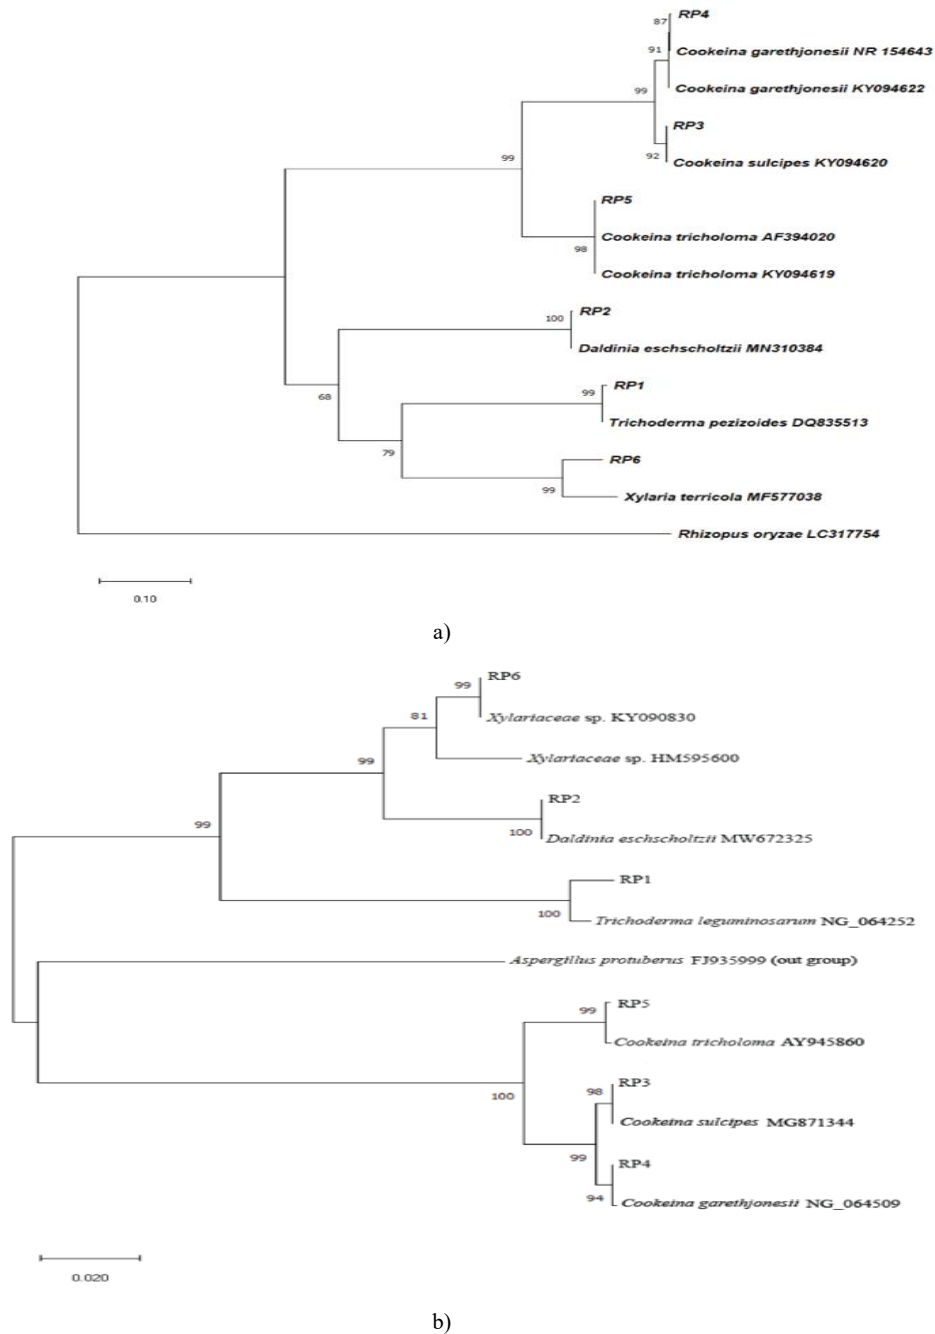 RP4
87
Cookeina garethjonesii NR 154643
91
Cookeina garethjonesii KY094622
99
RP3
92
Cookeina sulcipes KY094620
99
RP5
Cookeina tricholoma AF394020
98
Cookeina tricholoma KY094619
RP2
100
Daldinia eschscholtzii MN310384
RP1
99
68
Trichoderma pezizoides DQ835513
79
RP6
99
Xylaria terricola MF577038
Rhizopus oryzae LC317754
0.10
a)
RP6
99
81
Xylariaceae sp. KY090830
99
Xylariaceae sp. HM595600
RP2
99
100
Daldinia eschscholtzii MW672325
RP1
100
Trichoderma leguminosarum NG_064252
Aspergillus protuberus FJ935999 (out group)
RP5
99
Cookeina tricholoma AY945860
RP3
98
100
Cookeina sulcipes MG871344
99
RP4
94
Cookeina garethjonesii NG_064509
0.020
b)